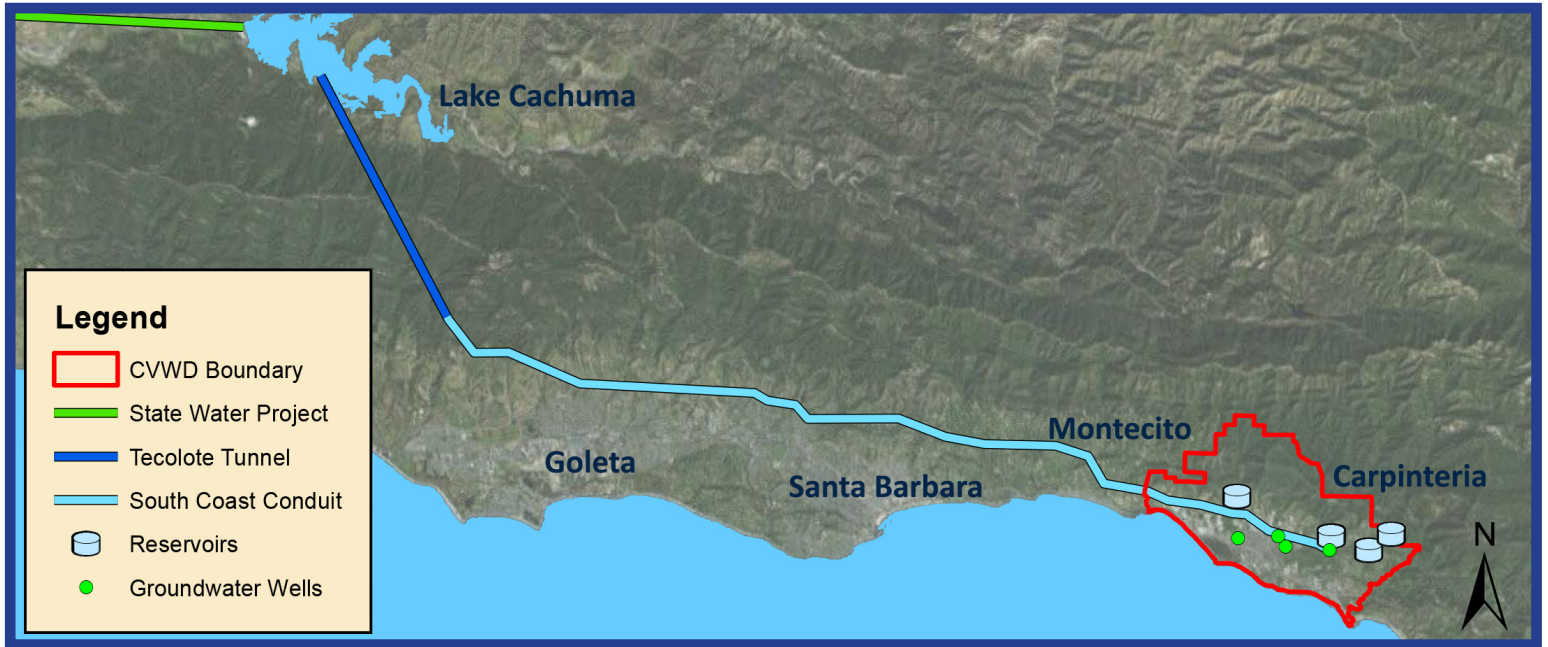 Lake Cachuma
Montecito
Carpinteria
Goleta
Santa Barbara
N
Legend
CVWD Boundary
State Water Project
Tecolote Tunnel
South Coast Conduit
Reservoirs
Groundwater Wells